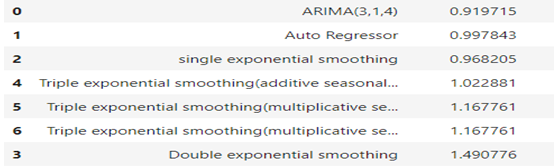 0 ARIMA(3,1,4) 0.919715
1 Auto Regressor 0.997843
2 single exponential smoothing 0.968205
4 Triple exponential smoothing(additive seasonal... 1.022881
5 Triple exponential smoothing(multiplicative se... 1.167761
6 Triple exponential smoothing(multiplicative se... 1.167761
3 Double exponential smoothing 1.490776